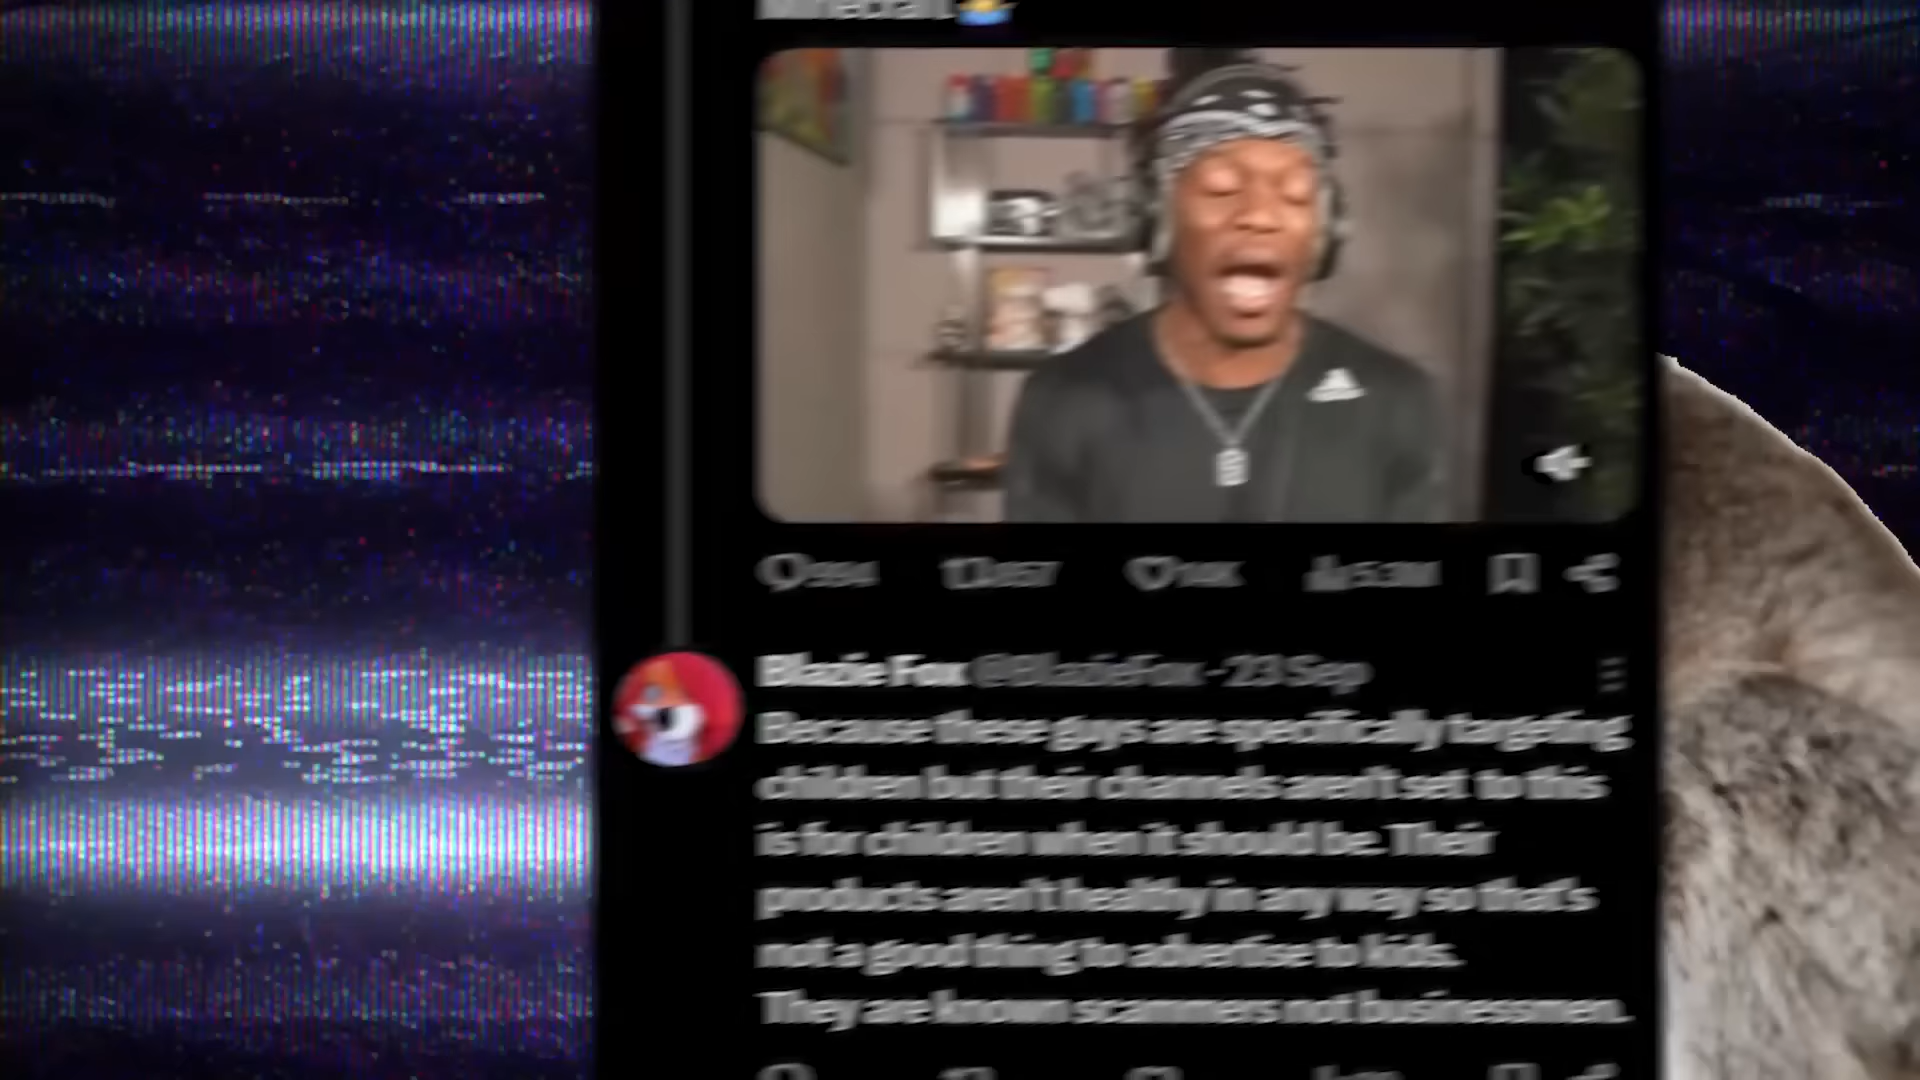 Minecraft
Blazie Fox @BlazieFox · 23 Sep
Because these guys are specifically targeting
children but their channels aren't set to this
is for children when it should be. Their
products aren't healthy in any way so that's
not a good thing to advertise to kids.
They are known scammers not businessmen.